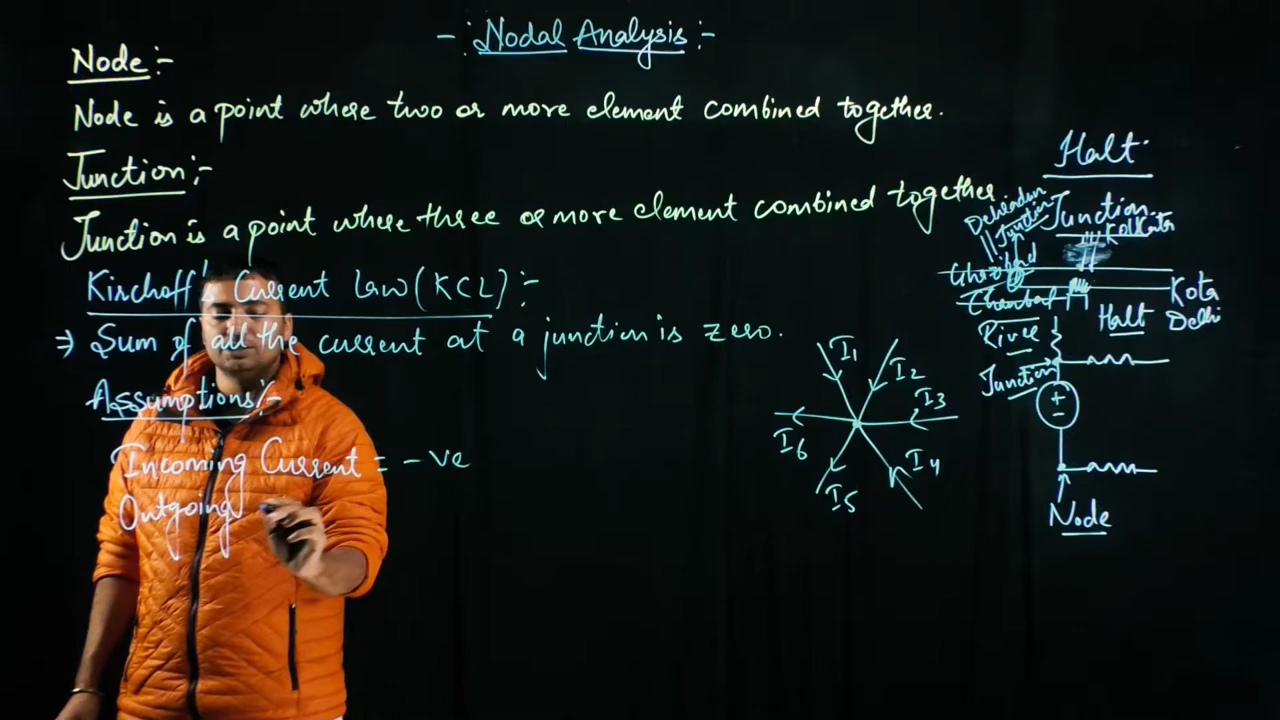 -: Nodal Analysis :-
Node :-
Node is a point where two or more element combined together.
Junction :-
Junction is a point where three or more element combined together
Kirchoff's Current law (KCL) :-
⇒ Sum of all the current at a junction is zero.
Assumptions :-
Incoming Current = -ve
Outgoing
I1
I2
I3
I4
I5
I6
Halt
Junction
Dehradun
Junction
Kolkata
Kota
Delhi
Chambal
River
Halt
Junction
+
-
Node